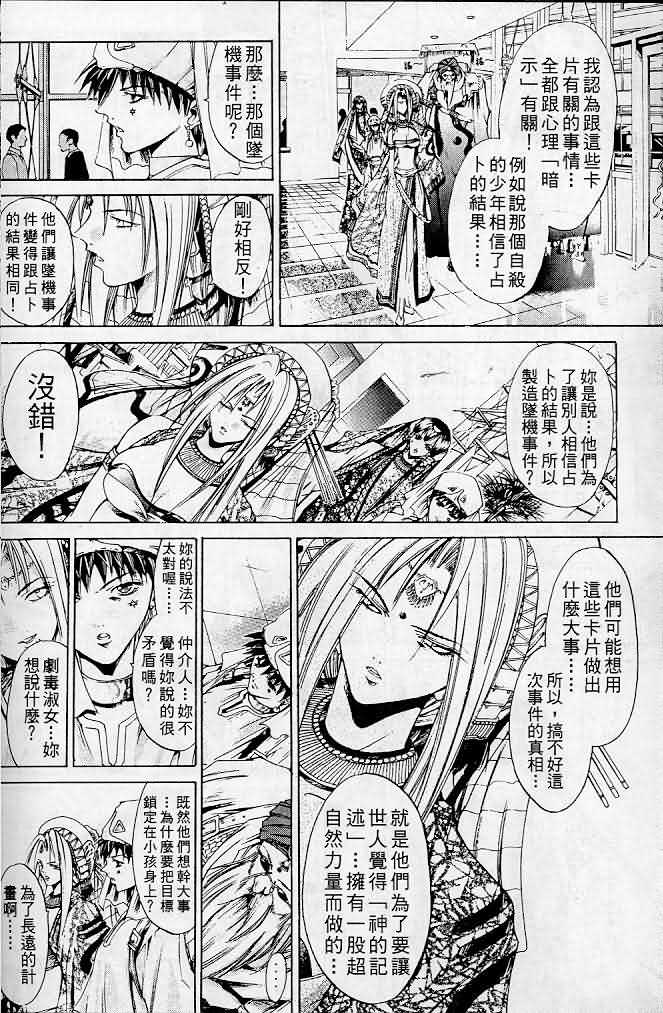 我認為跟這些卡
片有關的事情…
全都跟心理「暗
示」有關！
例如說那個自殺
的少年相信了占
卜的結果……
那麼…那個墜
機事件呢？
剛好相反！
他們讓墜機事
件變得跟占卜
的結果相同！
妳是說…他們為
了讓別人相信占
卜的結果，所以
製造墜機事件？
沒錯！
他們可能想用
這些卡片做出
什麼大事……
所以，搞不好這
次事件的真相…
就是他們為了要讓
世人覺得「神的記
述」…擁有一股超
自然力量而做的…
妳的說法不
太對喔……
仲介人…妳不
覺得妳說的很
矛盾嗎？
劇毒淑女…妳
想說什麼？
……
既然他們想幹大事
…為什麼要把目標
鎖定在小孩身上？
為了長遠的計
畫啊……